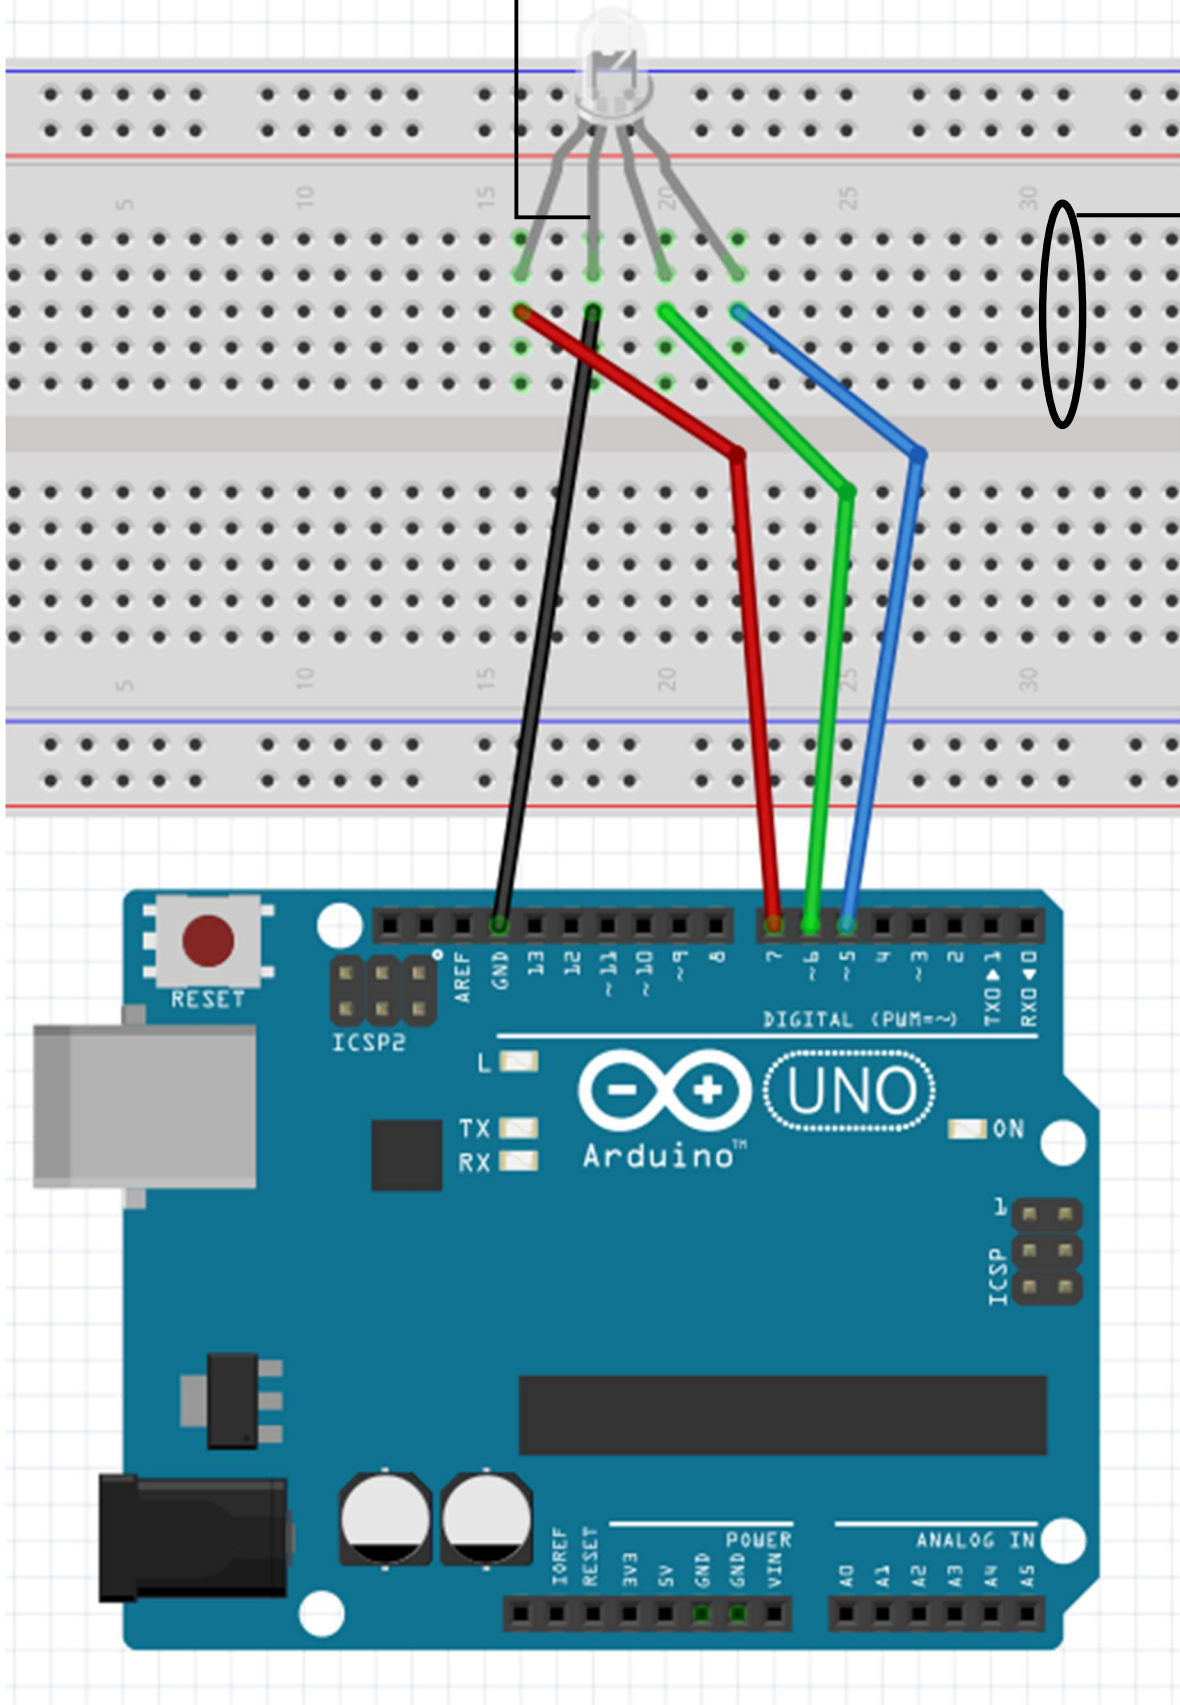 5 10 15 20 25 30
5 10 15 20 25 30
RESET
AREF GND 13 12 ~11 ~10 ~9 8 7 ~6 ~5 4 ~3 2 TX0▶1 RX0◀0
ICSP2
DIGITAL (PWM=~)
L
UNO
TX
RX
Arduino™
ON
1
ICSP
POWER
ANALOG IN
IOREF RESET 3V3 5V GND GND VIN A0 A1 A2 A3 A4 A5